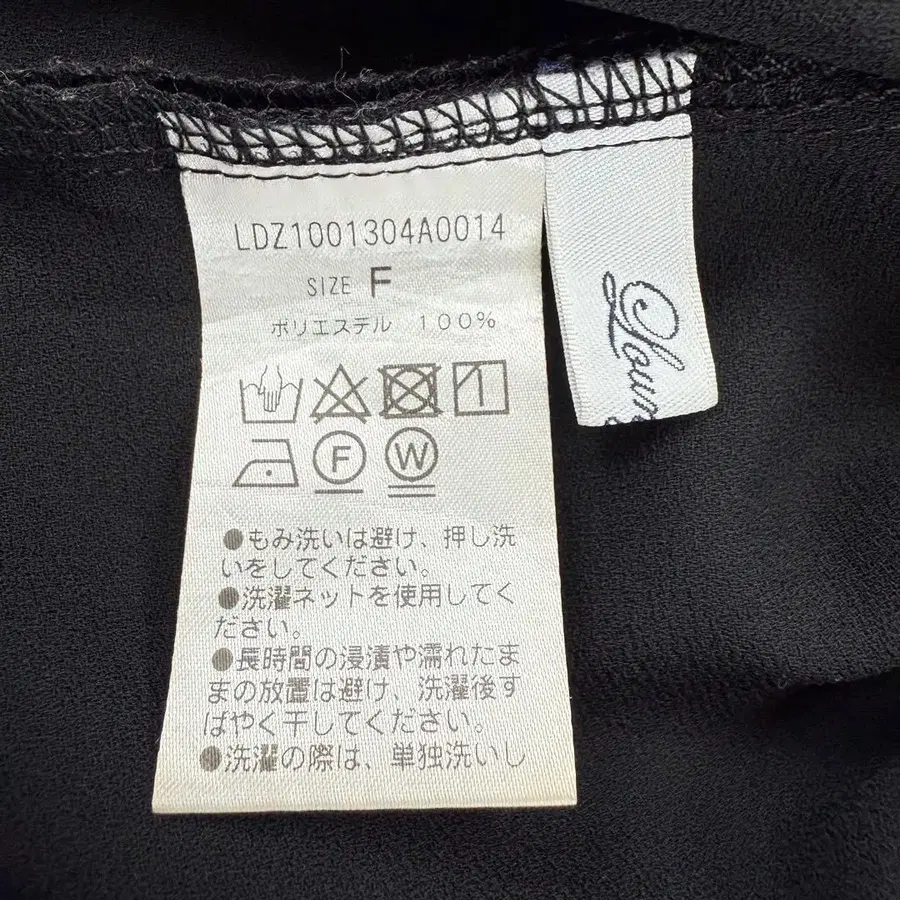 LDZ1001304A0014
SIZE F
ポリエステル 100%
F W
●もみ洗いは避け、押し洗
いをしてください。
●洗濯ネットを使用してく
ださい。
●長時間の浸漬や濡れたま
まの放置は避け、洗濯後す
ばやく干してください。
●洗濯の際は、単独洗いし